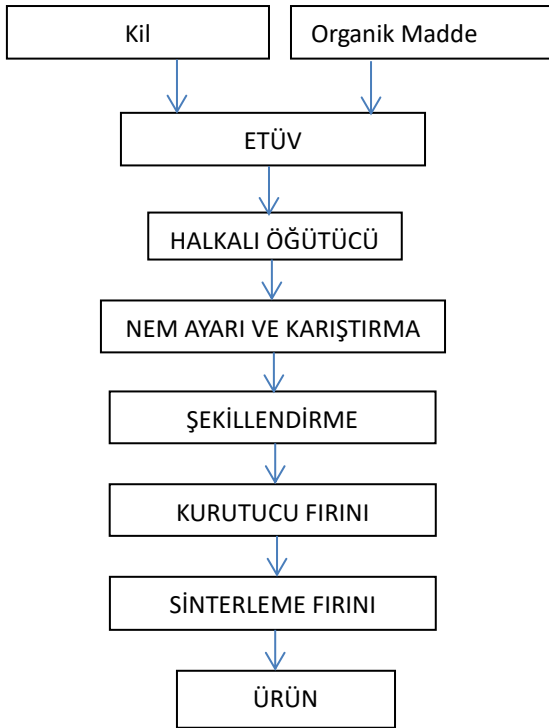 Kil
Organik Madde
ETÜV
HALKALI ÖĞÜTÜCÜ
NEM AYARI VE KARIŞTIRMA
ŞEKİLLENDİRME
KURUTUCU FIRINI
SİNTERLEME FIRINI
ÜRÜN